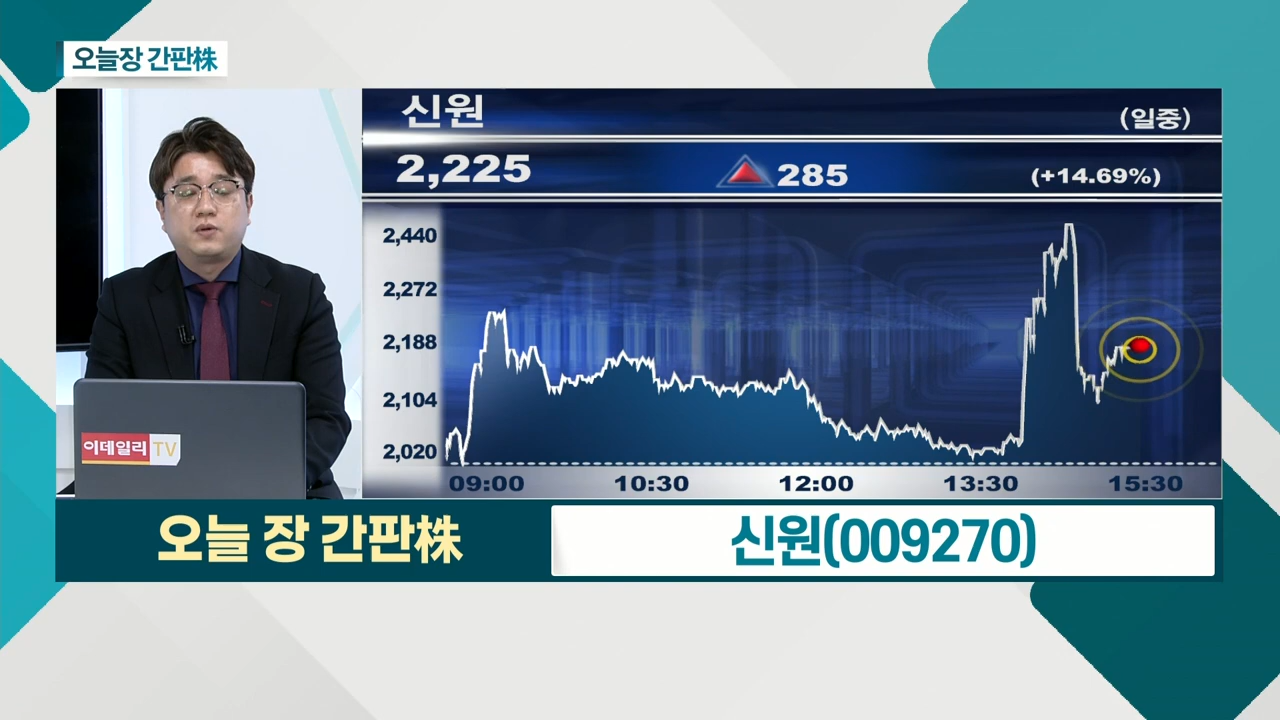 오늘장 간판株
신원
(일중)
2,225
285
(+14.69%)
2,440
2,272
2,188
2,104
2,020
09:00
10:30
12:00
13:30
15:30
이데일리 TV
오늘 장 간판株
신원(009270)